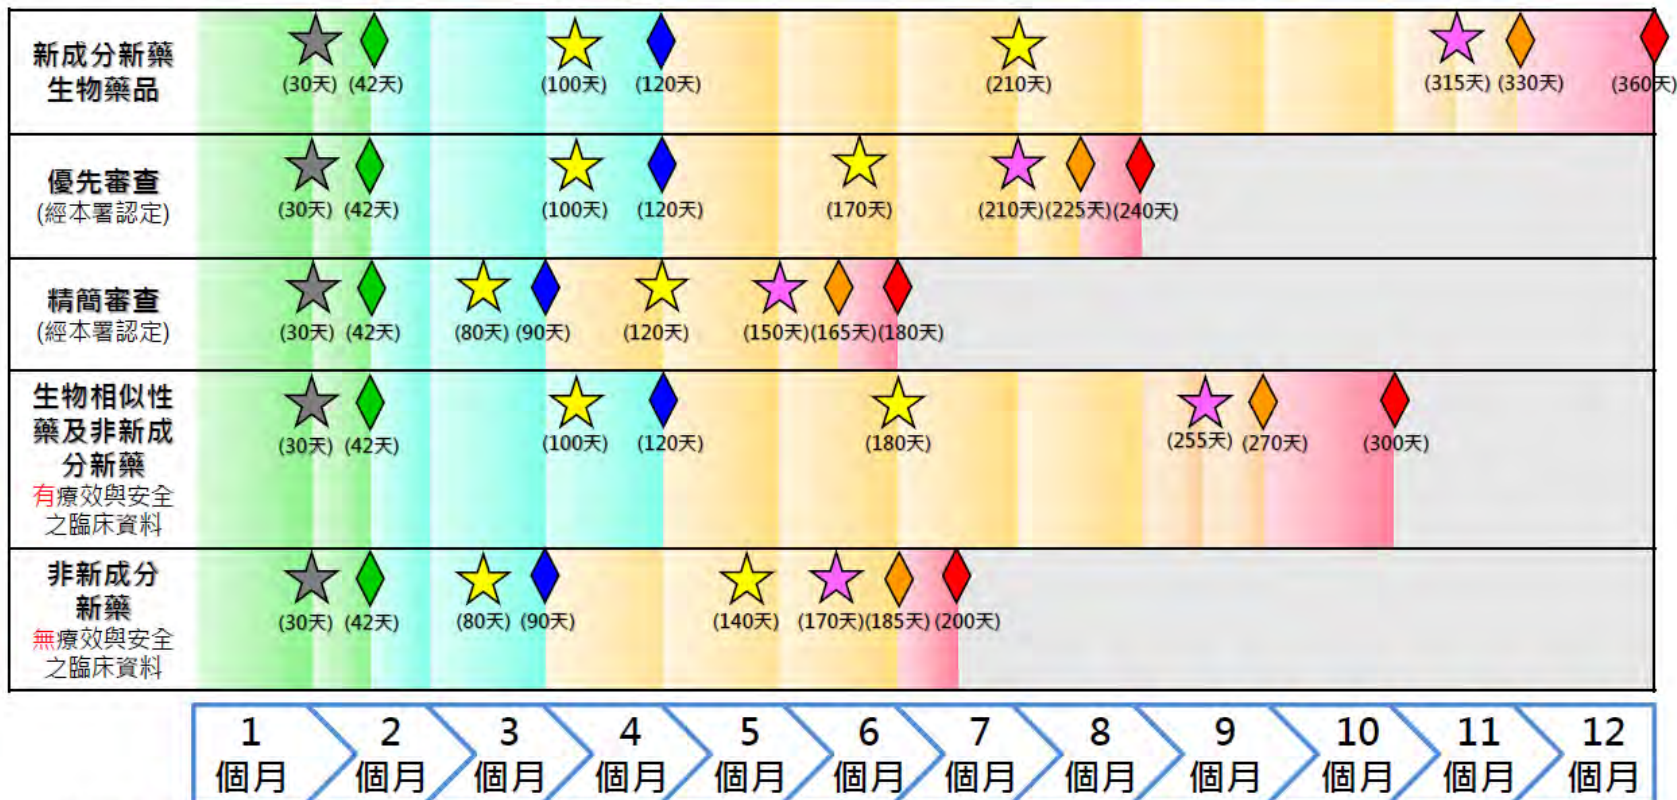 新成分新藥
生物藥品
(30天) (42天) (100天) (120天) (210天) (315天) (330天) (360天)
優先審查
(經本署認定)
(30天) (42天) (100天) (120天) (170天) (210天)(225天)(240天)
精簡審查
(經本署認定)
(30天) (42天) (80天) (90天) (120天) (150天)(165天)(180天)
生物相似性
藥及非新成
分新藥
有療效與安全
之臨床資料
(30天) (42天) (100天) (120天) (180天) (255天) (270天) (300天)
非新成分
新藥
無療效與安全
之臨床資料
(30天) (42天) (80天) (90天) (140天) (170天)(185天) (200天)
1 2 3 4 5 6 7 8 9 10 11 12
個月 個月 個月 個月 個月 個月 個月 個月 個月 個月 個月 個月